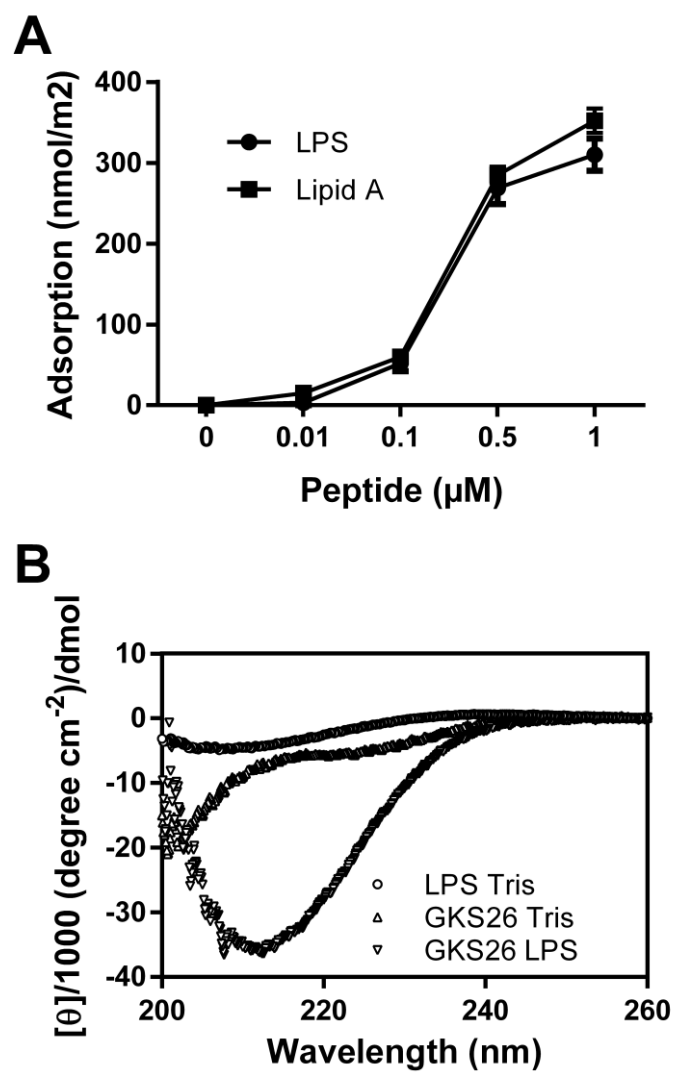 A
Adsorption (nmol/m2)
400
300
200
100
0
LPS
Lipid A
0 0.01 0.1 0.5 1
Peptide (µM)
B
[θ]/1000 (degree cm-2)/dmol
10
0
-10
-20
-30
-40
LPS Tris
GKS26 Tris
GKS26 LPS
200 220 240 260
Wavelength (nm)